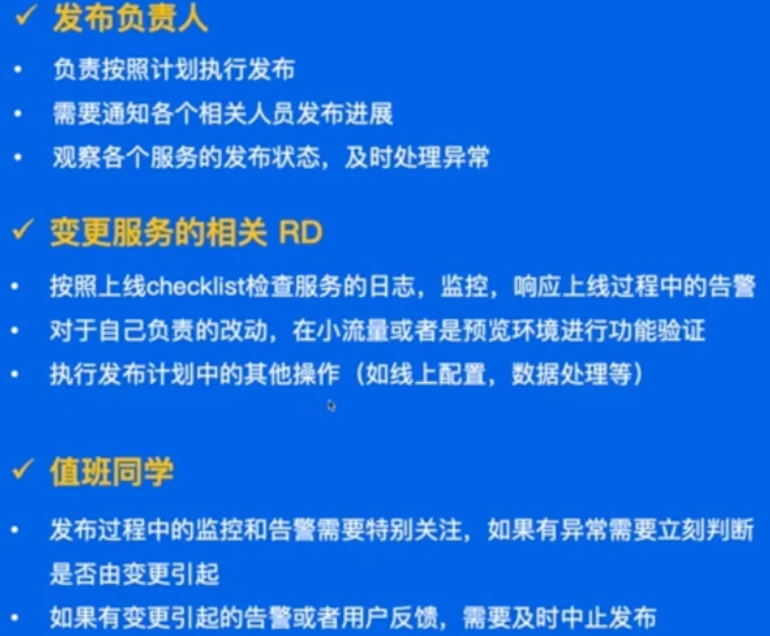 ✓ 发布负责人
• 负责按照计划执行发布
• 需要通知各个相关人员发布进展
• 观察各个服务的发布状态，及时处理异常
✓ 变更服务的相关 RD
• 按照上线checklist检查服务的日志，监控，响应上线过程中的告警
• 对于自己负责的改动，在小流量或者是预览环境进行功能验证
• 执行发布计划中的其他操作（如线上配置，数据处理等）
✓ 值班同学
• 发布过程中的监控和告警需要特别关注，如果有异常需要立刻判断
是否由变更引起
• 如果有变更引起的告警或者用户反馈，需要及时中止发布